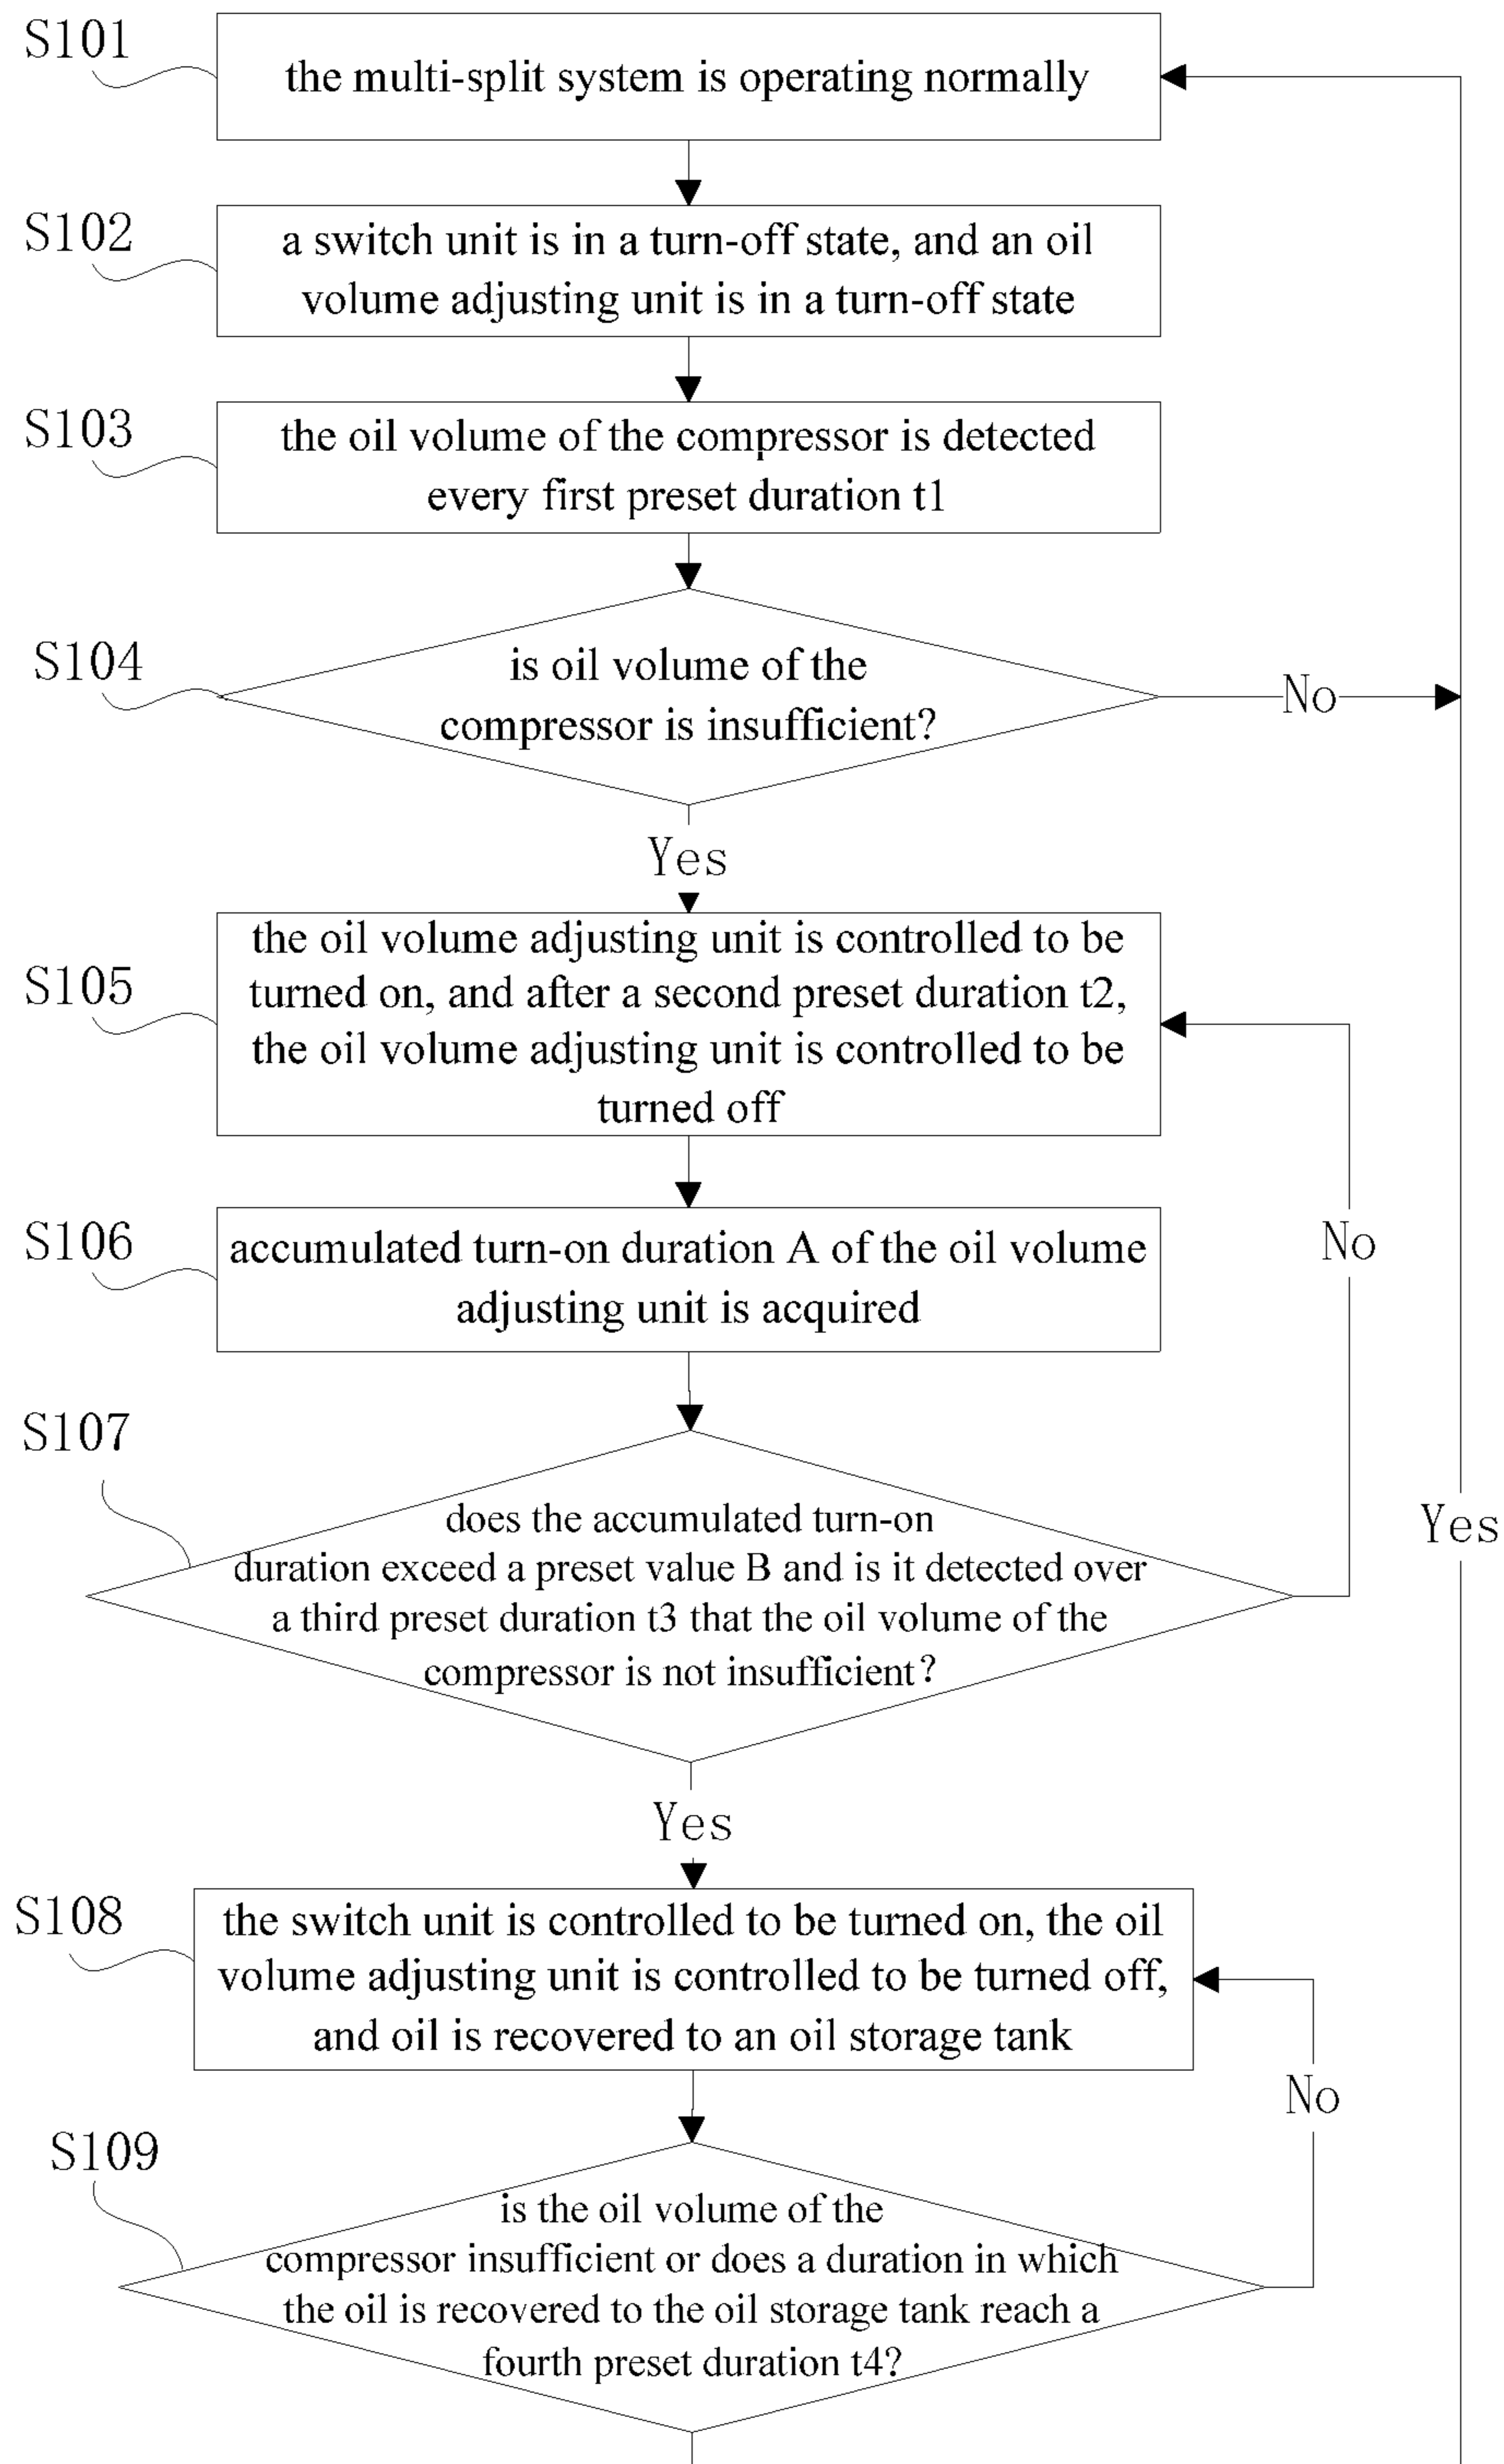 S101
the multi-split system is operating normally
S102
a switch unit is in a turn-off state, and an oil
volume adjusting unit is in a turn-off state
S103
the oil volume of the compressor is detected
every first preset duration t1
S104
is oil volume of the
compressor is insufficient?
No
Yes
S105
the oil volume adjusting unit is controlled to be
turned on, and after a second preset duration t2,
the oil volume adjusting unit is controlled to be
turned off
S106
accumulated turn-on duration A of the oil volume
adjusting unit is acquired
No
S107
does the accumulated turn-on
duration exceed a preset value B and is it detected over
a third preset duration t3 that the oil volume of the
compressor is not insufficient?
Yes
Yes
S108
the switch unit is controlled to be turned on, the oil
volume adjusting unit is controlled to be turned off,
and oil is recovered to an oil storage tank
No
S109
is the oil volume of the
compressor insufficient or does a duration in which
the oil is recovered to the oil storage tank reach a
fourth preset duration t4?